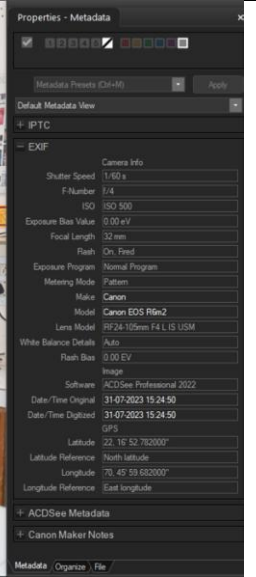 Properties - Metadata
Metadata Presets (Ctrl+M)
Apply
Default Metadata View
IPTC
EXIF
Camera Info
Shutter Speed 1/60 s
F-Number f/4
ISO ISO 500
Exposure Bias Value 0.00 eV
Focal Length 32 mm
Flash On, Fired
Exposure Program Normal Program
Metering Mode Pattern
Make Canon
Model Canon EOS R6m2
Lens Model RF24-105mm F4 L IS USM
White Balance Details Auto
Flash Bias 0.00 EV
Image
Software ACDSee Professional 2022
Date/Time Original 31-07-2023 15:24:50
Date/Time Digitized 31-07-2023 15:24:50
GPS
Latitude 22, 16' 52.782000"
Latitude Reference North latitude
Longitude 70, 45' 59.682000"
Longitude Reference East longitude
ACDSee Metadata
Canon Maker Notes
Metadata Organize File